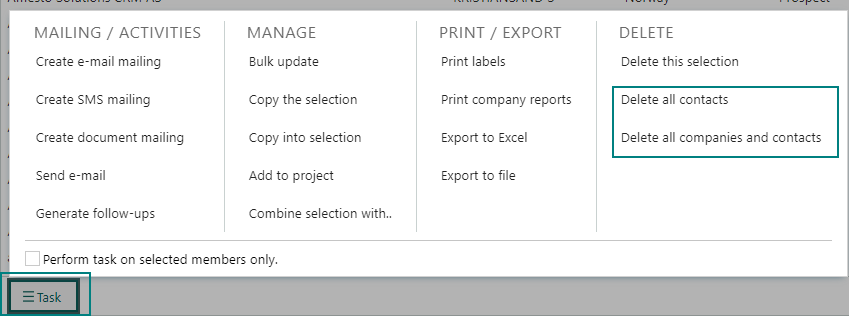 MAILING / ACTIVITIES
Create e-mail mailing
Create SMS mailing
Create document mailing
Send e-mail
Generate follow-ups
MANAGE
Bulk update
Copy the selection
Copy into selection
Add to project
Combine selection with..
PRINT / EXPORT
Print labels
Print company reports
Export to Excel
Export to file
DELETE
Delete this selection
Delete all contacts
Delete all companies and contacts
Perform task on selected members only.
☰ Task